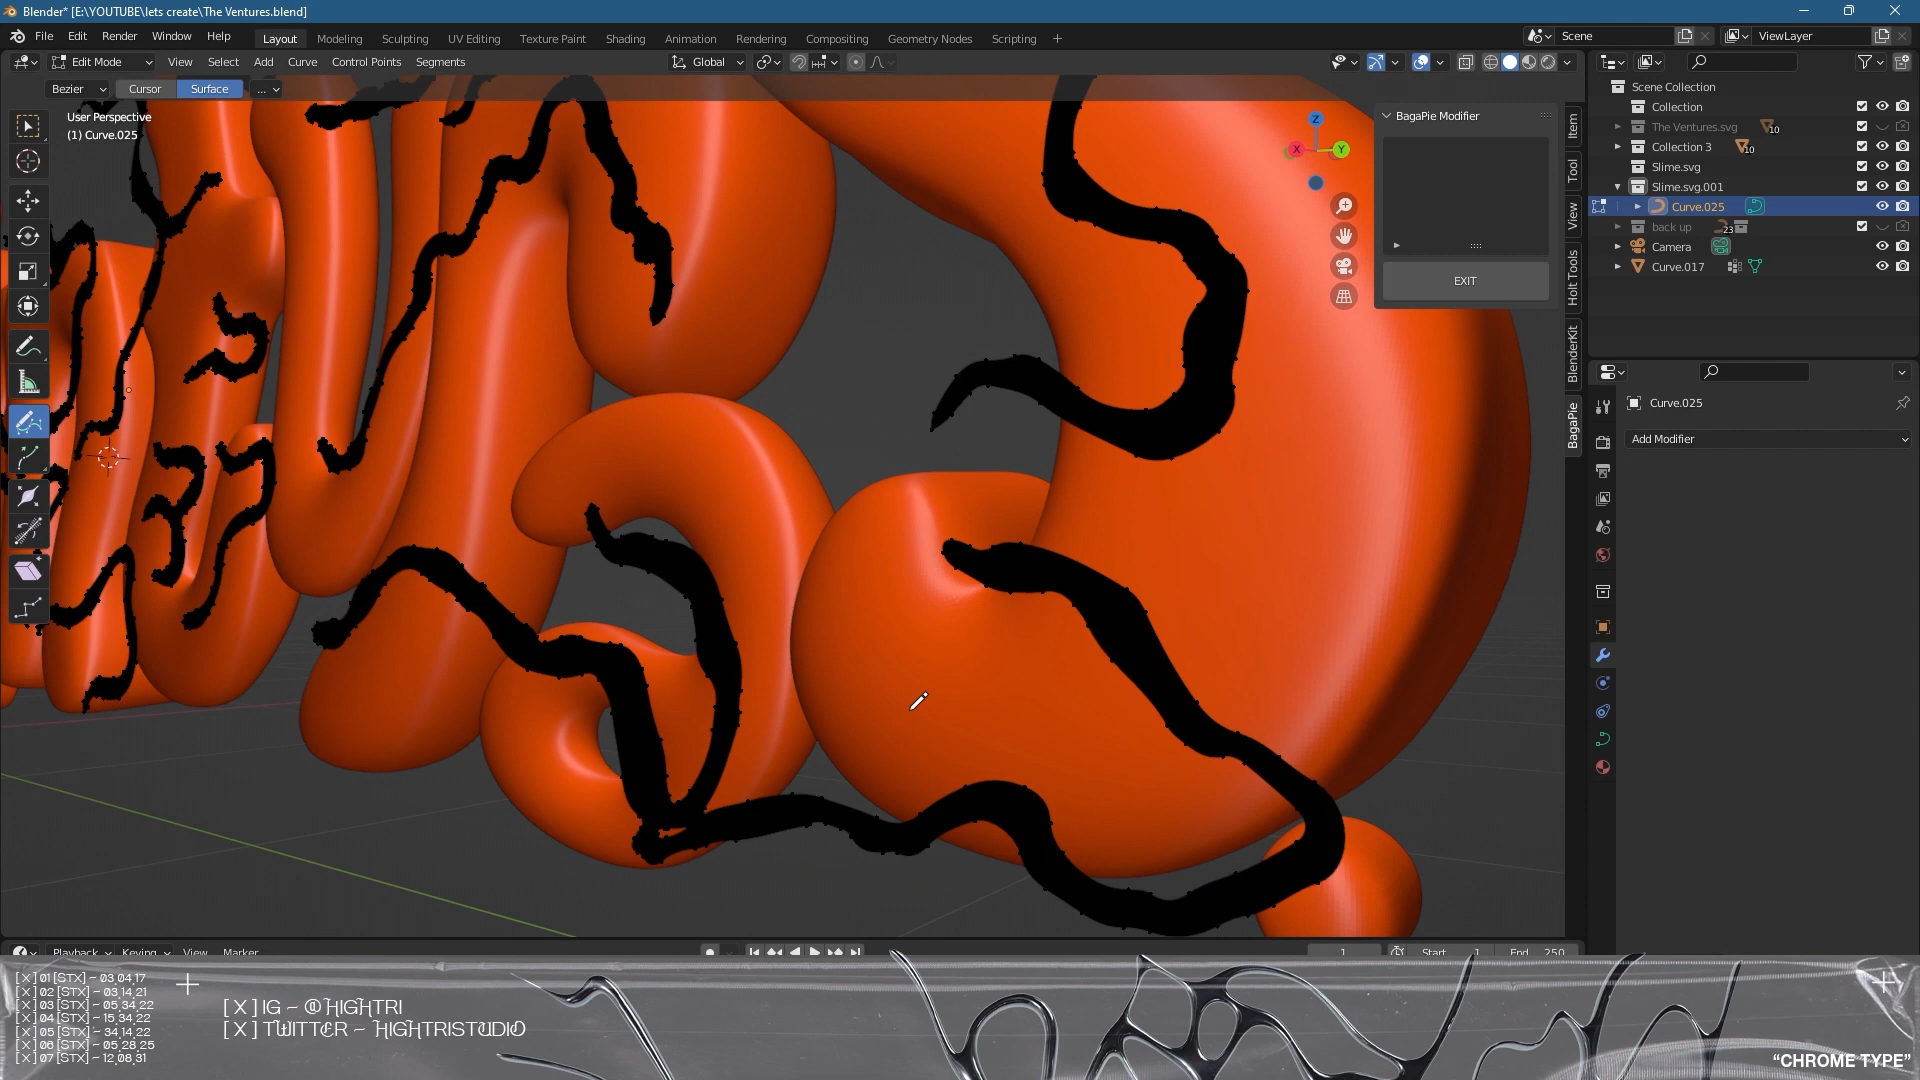 Blender* [E:\YOUTUBE\lets create\The Ventures.blend]
File Edit Render Window Help Layout Modeling Sculpting UV Editing Texture Paint Shading Animation Rendering Compositing Geometry Nodes Scripting + Scene ViewLayer
Edit Mode View Select Add Curve Control Points Segments Global
Bezier Cursor Surface ...
User Perspective
(1) Curve.025
BagaPie Modifier
EXIT
Z
X
Y
Item
Tool
View
Holt Tools
BlenderKit
BagaPie
Scene Collection
Collection
The Ventures.svg 10
Collection 3 10
Slime.svg
Slime.svg.001
Curve.025
back up 23
Camera
Curve.017
Curve.025
Add Modifier
Playback Keying View Marker 1 Start 1 End 250
[ X ] 01 [STX] – 03.04.17
[ X ] 02 [STX] – 03.14.21
[ X ] 03 [STX] – 05.34.22
[ X ] 04 [STX] – 15.34.22
[ X ] 05 [STX] – 34.14.22
[ X ] 06 [STX] – 05.28.25
[ X ] 07 [STX] – 12.08.31
[ X ] IG – @HIGHTRI
[ X ] TWITTER – HIGHTRISTUDIO
“CHROME TYPE”